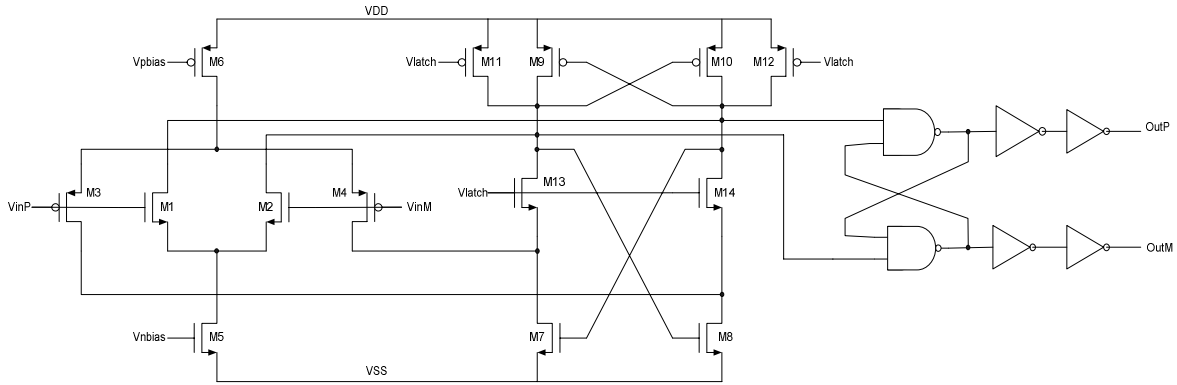 VDD
Vpbias
M6
Vlatch
M11
M9
M10
M12
Vlatch
OutP
M3
M4
M13
VinP
M1
M2
VinM
Vlatch
M14
OutM
Vnbias
M5
M7
M8
VSS